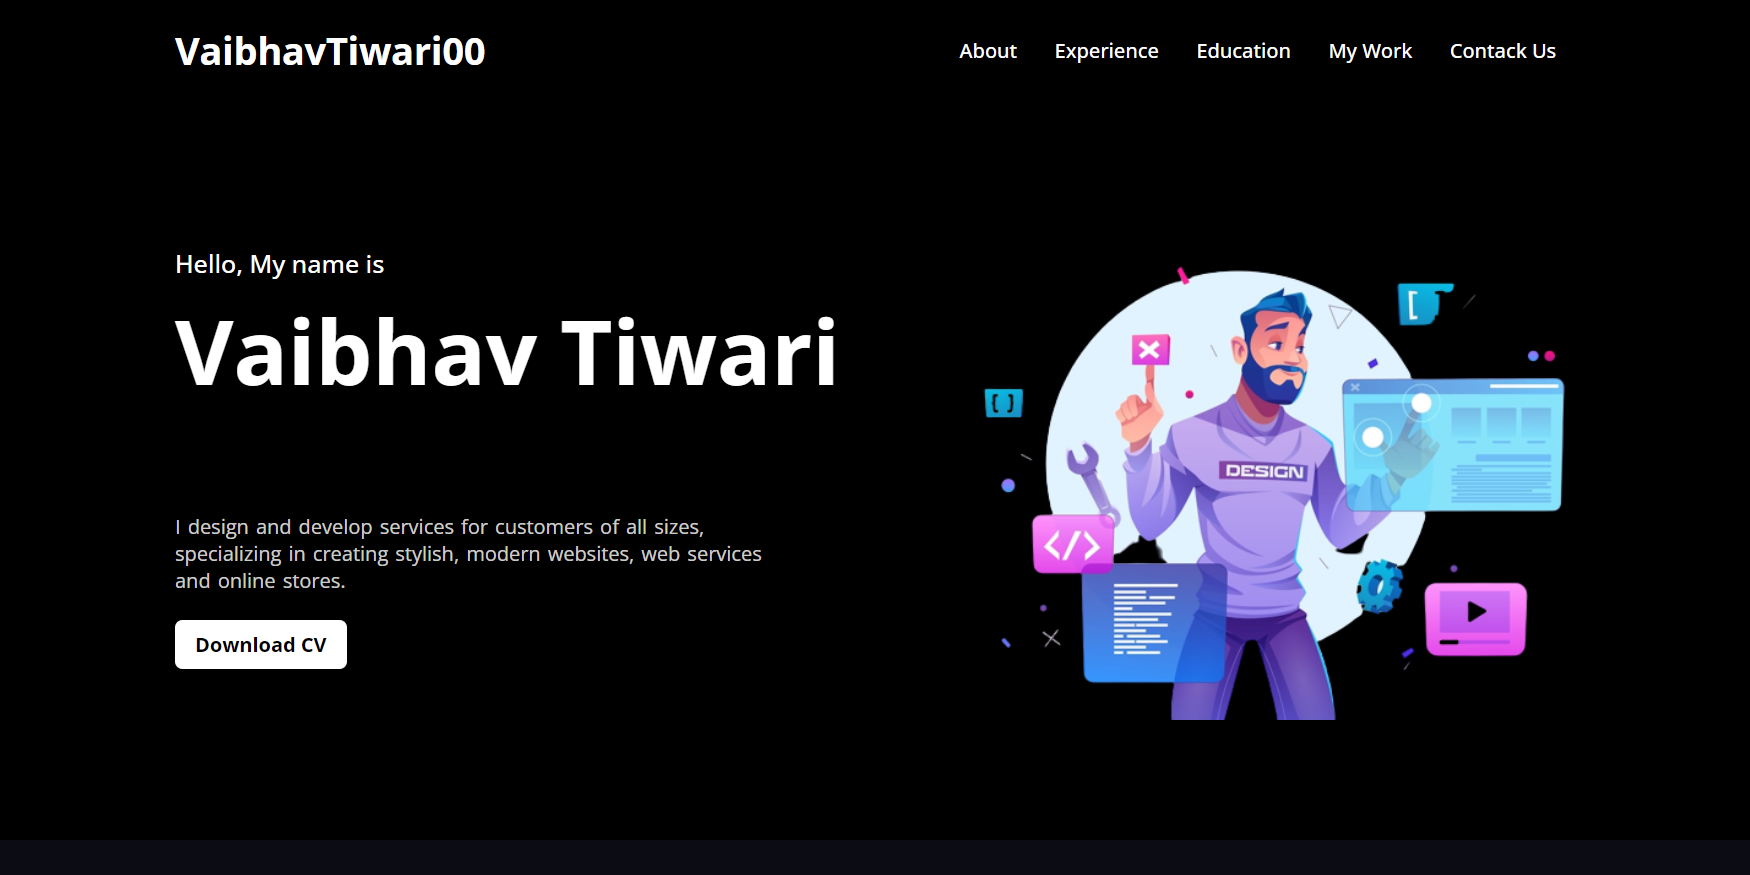 VaibhavTiwari00
About Experience Education My Work Contack Us
Hello, My name is
Vaibhav Tiwari
I design and develop services for customers of all sizes,
specializing in creating stylish, modern websites, web services
and online stores.
Download CV
DESIGN
[
{ }
</>